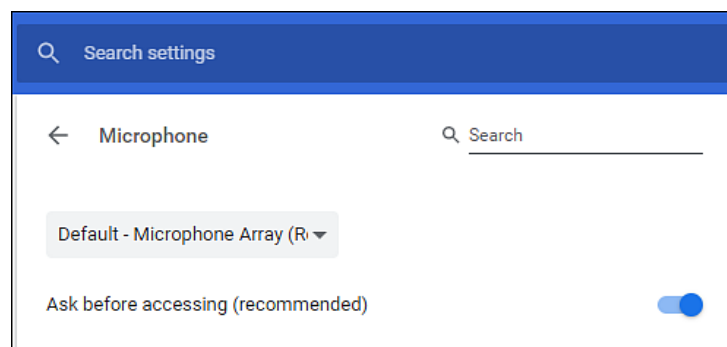 Search settings
Microphone
Search
Default - Microphone Array (R
Ask before accessing (recommended)